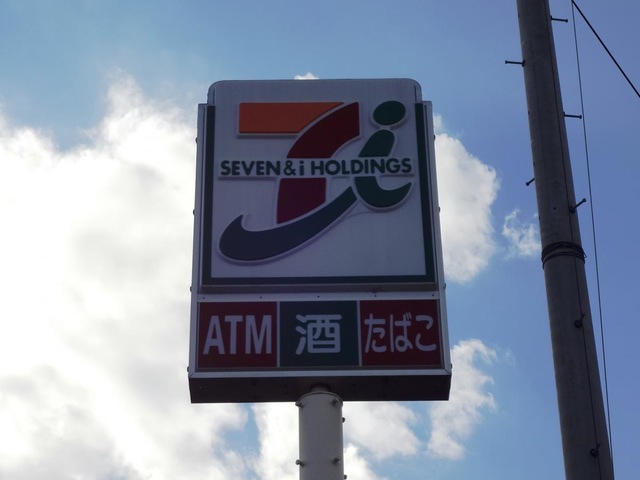 SEVEN & i HOLDINGS
ATM 酒 たばこ